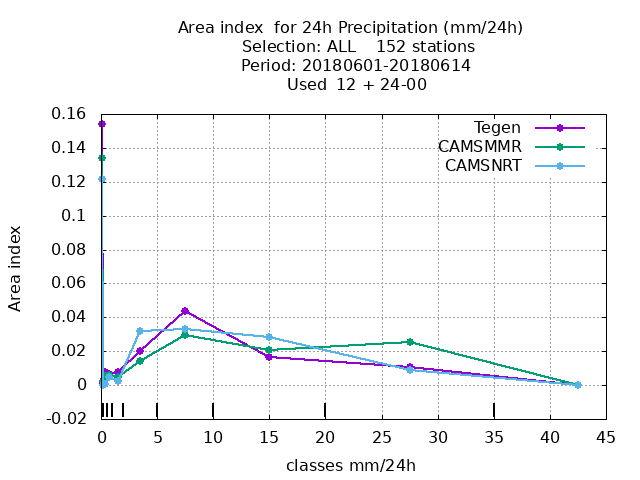 Area index  for 24h Precipitation (mm/24h)
Selection: ALL    152 stations
Period: 20180601-20180614
Used  12 + 24-00
Tegen
CAMSMMR
CAMSNRT
0.16
0.14
0.12
0.1
0.08
0.06
0.04
0.02
0
-0.02
Area index
0 5 10 15 20 25 30 35 40 45
classes mm/24h